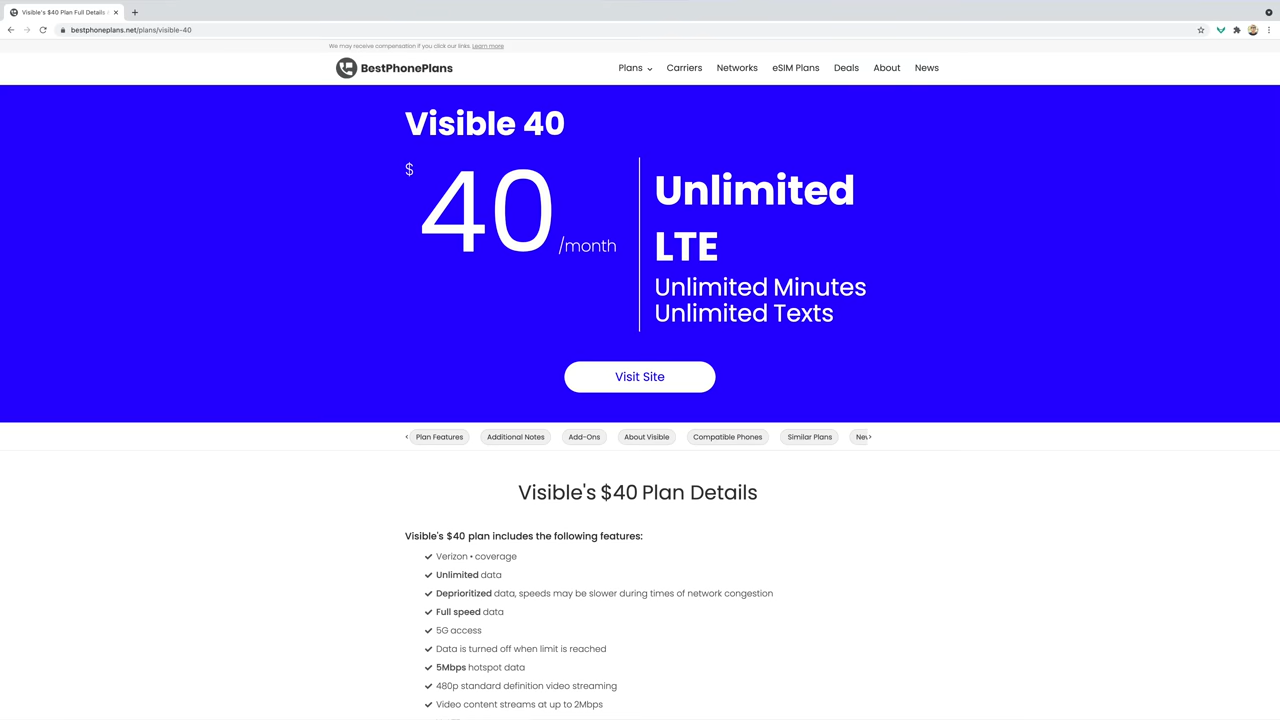 Visible's $40 Plan Full Details
bestphoneplans.net/plans/visible-40
We may receive compensation if you click our links. Learn more
BestPhonePlans
Plans Carriers Networks eSIM Plans Deals About News
Visible 40
$40/month
Unlimited
LTE
Unlimited Minutes
Unlimited Texts
Visit Site
Plan Features Additional Notes Add-Ons About Visible Compatible Phones Similar Plans
Visible's $40 Plan Details
Visible's $40 plan includes the following features:
Verizon • coverage
Unlimited data
Deprioritized data, speeds may be slower during times of network congestion
Full speed data
5G access
Data is turned off when limit is reached
5Mbps hotspot data
480p standard definition video streaming
Video content streams at up to 2Mbps